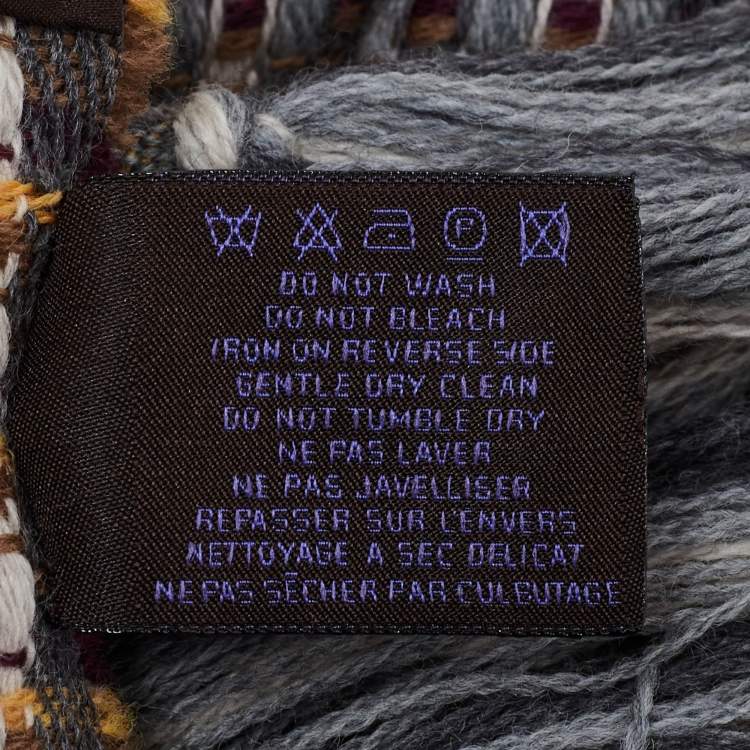 F
DO NOT WASH
DO NOT BLEACH
IRON ON REVERSE SIDE
GENTLE DRY CLEAN
DO NOT TUMBLE DRY
NE PAS LAVER
NE PAS JAVELLISER
REPASSER SUR L'ENVERS
NETTOYAGE A SEC DELICAT
NE PAS SĒCHER PAR CULBUTAGE